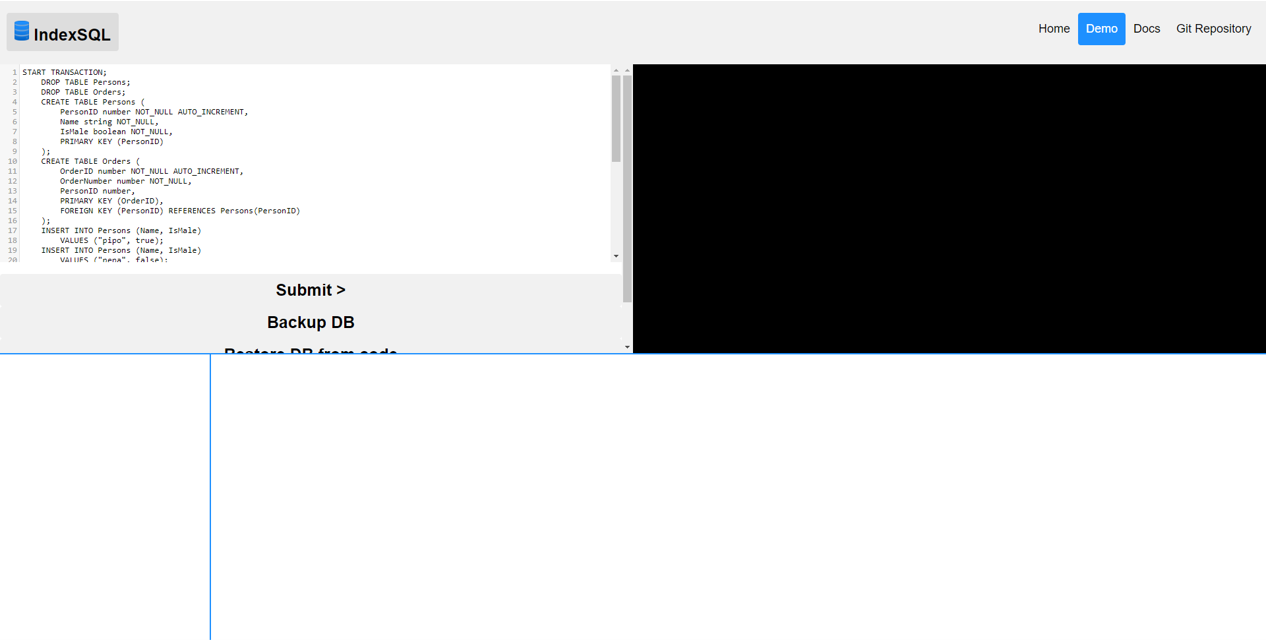 IndexSQL
Home Demo Docs Git Repository
1 START TRANSACTION;
2 DROP TABLE Persons;
3 DROP TABLE Orders;
4 CREATE TABLE Persons (
5 PersonID number NOT_NULL AUTO_INCREMENT,
6 Name string NOT_NULL,
7 IsMale boolean NOT_NULL,
8 PRIMARY KEY (PersonID)
9 );
10 CREATE TABLE Orders (
11 OrderID number NOT_NULL AUTO_INCREMENT,
12 OrderNumber number NOT_NULL,
13 PersonID number,
14 PRIMARY KEY (OrderID),
15 FOREIGN KEY (PersonID) REFERENCES Persons(PersonID)
16 );
17 INSERT INTO Persons (Name, IsMale)
18 VALUES ("pipo", true);
19 INSERT INTO Persons (Name, IsMale)
20 VALUES ("pepa", false);
Submit >
Backup DB
Restore DB from code